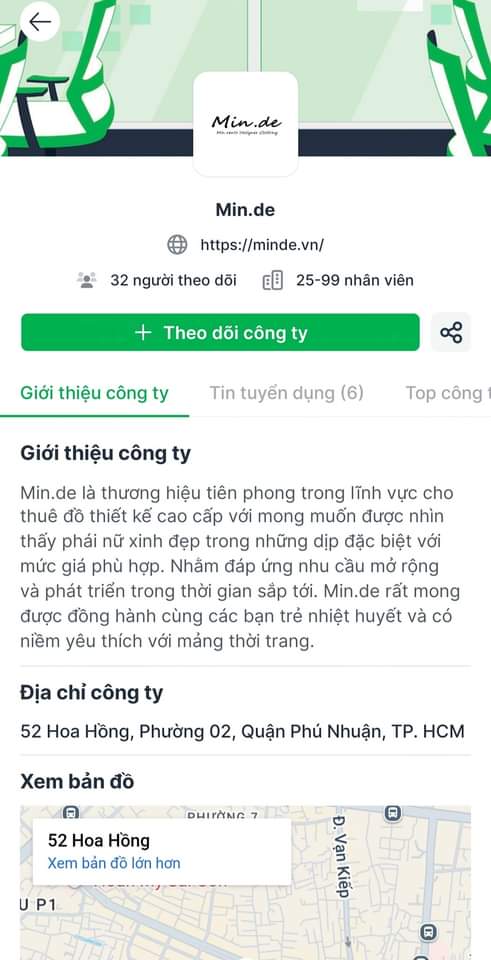 Min.de
Min.rental Designer Clothing
Min.de
https://minde.vn/
32 người theo dõi
25-99 nhân viên
+ Theo dõi công ty
Giới thiệu công ty
Tin tuyển dụng (6)
Top công t
Giới thiệu công ty
Min.de là thương hiệu tiên phong trong lĩnh vực cho
thuê đồ thiết kế cao cấp với mong muốn được nhìn
thấy phái nữ xinh đẹp trong những dịp đặc biệt với
mức giá phù hợp. Nhằm đáp ứng nhu cầu mở rộng
và phát triển trong thời gian sắp tới. Min.de rất mong
được đồng hành cùng các bạn trẻ nhiệt huyết và có
niềm yêu thích với mảng thời trang.
Địa chỉ công ty
52 Hoa Hồng, Phường 02, Quận Phú Nhuận, TP. HCM
Xem bản đồ
PHƯỜNG 7
52 Hoa Hồng
Xem bản đồ lớn hơn
Đ. Vạn Kiếp
U P1